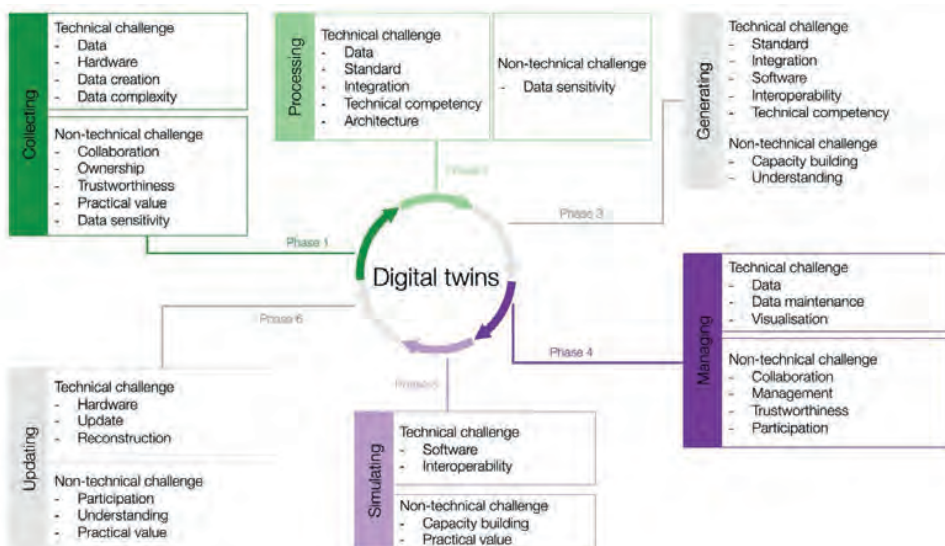 Collecting
Technical challenge
- Data
- Hardware
- Data creation
- Data complexity
Non-technical challenge
- Collaboration
- Ownership
- Trustworthiness
- Practical value
- Data sensitivity
Phase 1
Processing
Technical challenge
- Data
- Standard
- Integration
- Technical competency
- Architecture
Non-technical challenge
- Data sensitivity
Phase
Generating
Technical challenge
- Standard
- Integration
- Software
- Interoperability
- Technical competency
Non-technical challenge
- Capacity building
- Understanding
Phase 3
Digital twins
Managing
Technical challenge
- Data
- Data maintenance
- Visualisation
Non-technical challenge
- Collaboration
- Management
- Trustworthiness
- Participation
Phase 4
Simulating
Technical challenge
- Software
- Interoperability
Non-technical challenge
- Capacity building
- Practical value
Phase
Updating
Technical challenge
- Hardware
- Update
- Reconstruction
Non-technical challenge
- Participation
- Understanding
- Practical value
Phase 6